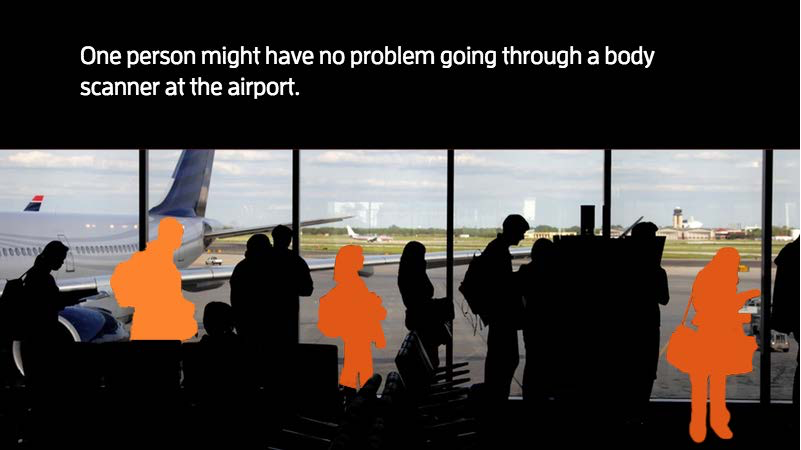 One person might have no problem going through a body
scanner at the airport.